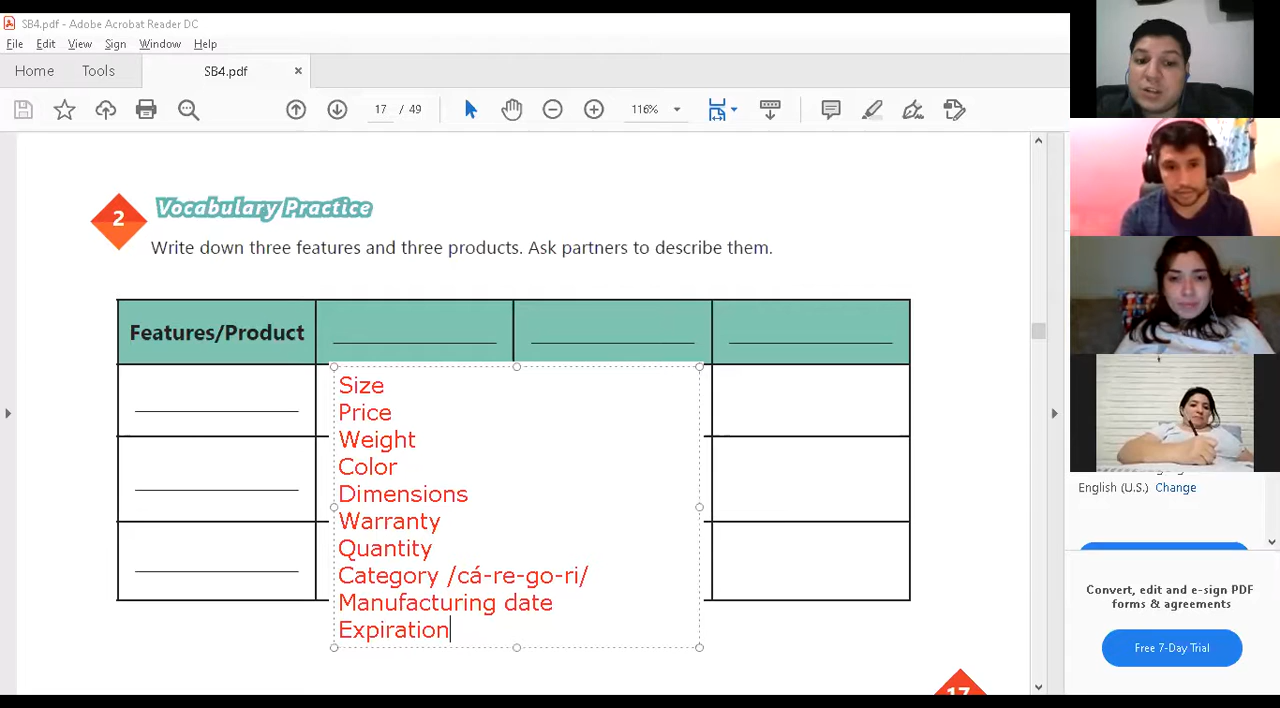 SB4.pdf - Adobe Acrobat Reader DC
File Edit View Sign Window Help
Home Tools SB4.pdf ×
17 / 49 116%
2 Vocabulary Practice
Write down three features and three products. Ask partners to describe them.
Features/Product
Size
Price
Weight
Color
Dimensions
Warranty
Quantity
Category /cá-re-go-ri/
Manufacturing date
Expiration
English (U.S.) Change
Convert, edit and e-sign PDF
forms & agreements
Free 7-Day Trial
17